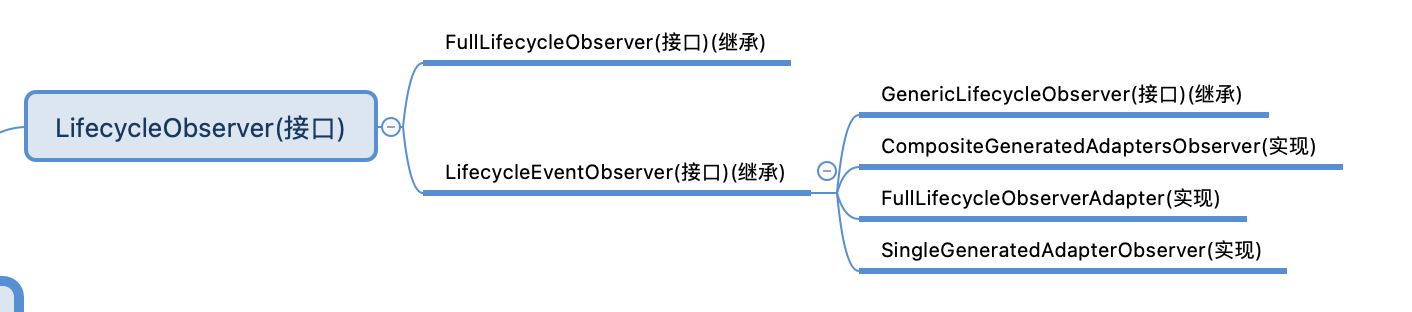 LifecycleObserver(接口)
FullLifecycleObserver(接口)(继承)
LifecycleEventObserver(接口)(继承)
GenericLifecycleObserver(接口)(继承)
CompositeGeneratedAdaptersObserver(实现)
FullLifecycleObserverAdapter(实现)
SingleGeneratedAdapterObserver(实现)